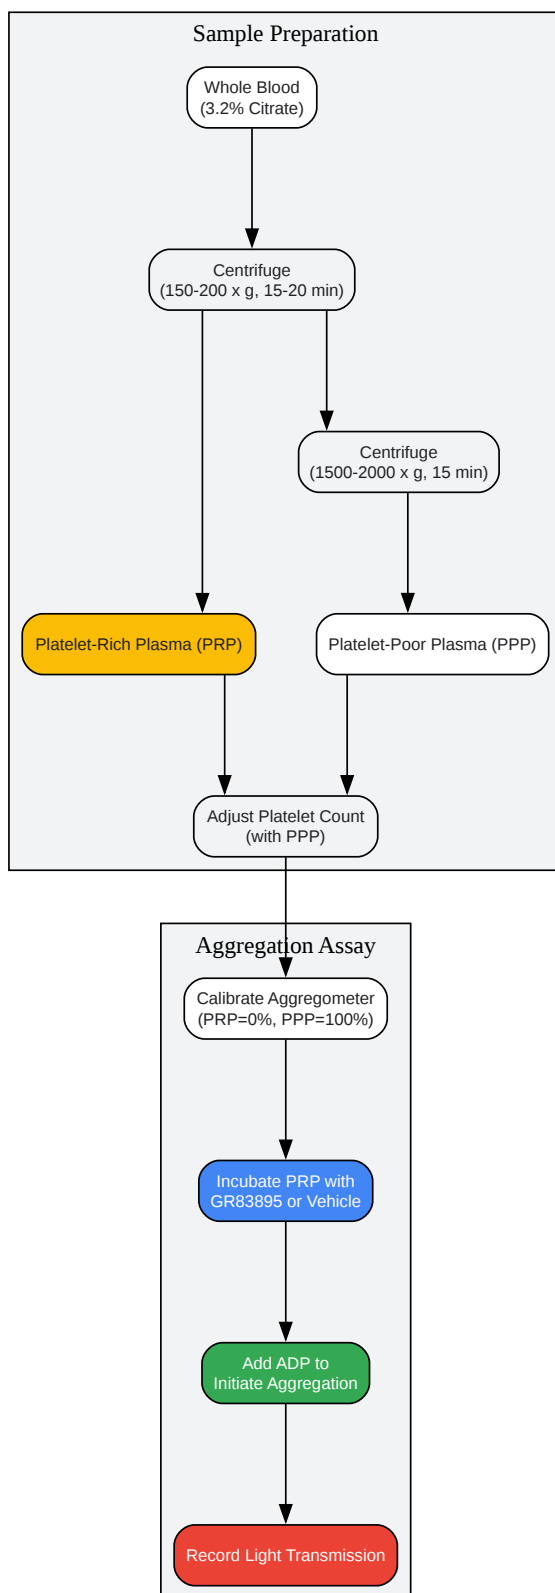 Sample Preparation
Whole Blood
(3.2% Citrate)
Centrifuge
(150-200 x g, 15-20 min)
Centrifuge
(1500-2000 x g, 15 min)
Platelet-Rich Plasma (PRP)
Platelet-Poor Plasma (PPP)
Adjust Platelet Count
(with PPP)
Aggregation Assay
Calibrate Aggregometer
(PRP=0%, PPP=100%)
Incubate PRP with
GR83895 or Vehicle
Add ADP to
Initiate Aggregation
Record Light Transmission